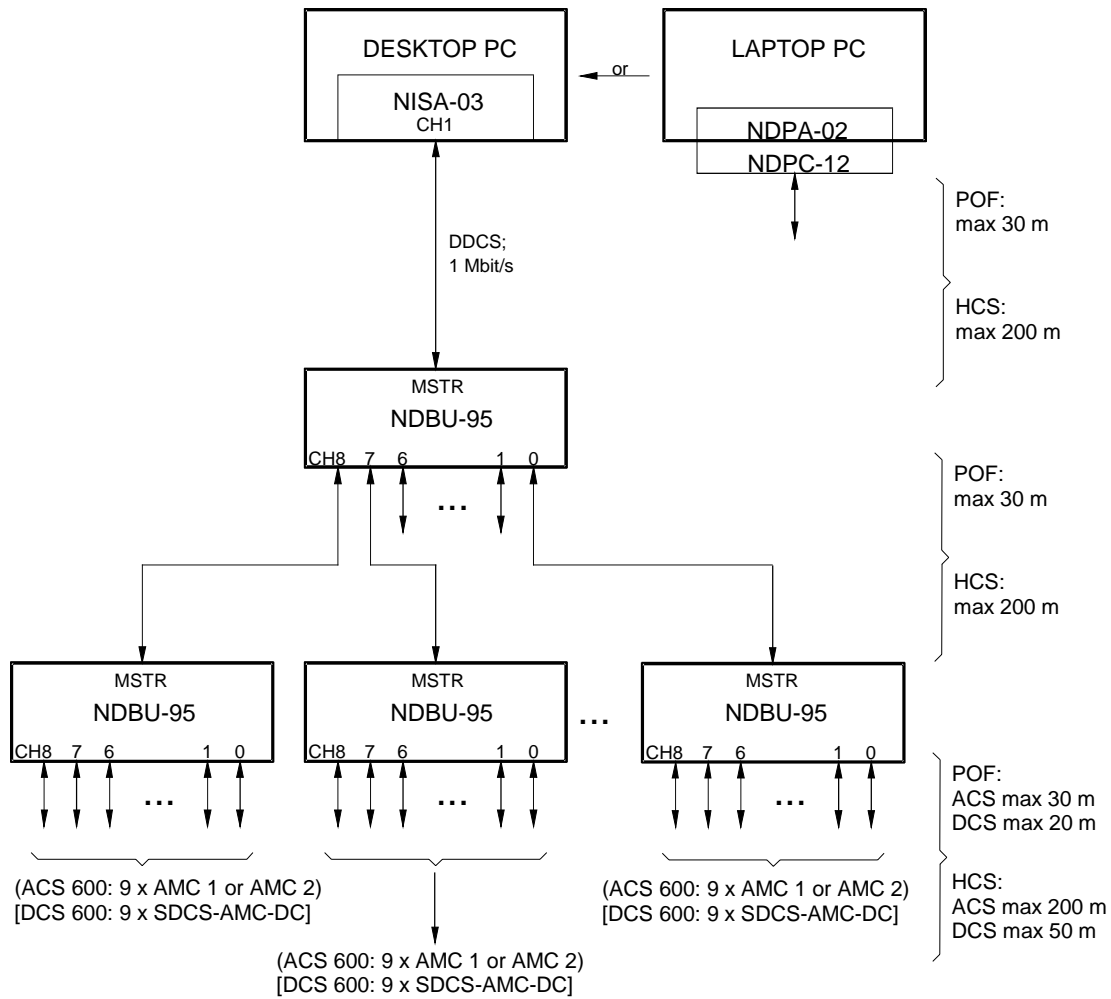 DESKTOP PC
NISA-03
CH1
or
LAPTOP PC
NDPA-02
NDPC-12
POF:
max 30 m
HCS:
max 200 m
DDCS;
1 Mbit/s
MSTR
NDBU-95
CH8 7 6 1 0
...
POF:
max 30 m
HCS:
max 200 m
MSTR
NDBU-95
CH8 7 6 1 0
...
MSTR
NDBU-95
CH8 7 6 1 0
...
...
MSTR
NDBU-95
CH8 7 6 1 0
...
POF:
ACS max 30 m
DCS max 20 m
HCS:
ACS max 200 m
DCS max 50 m
(ACS 600: 9 x AMC 1 or AMC 2)
[DCS 600: 9 x SDCS-AMC-DC]
(ACS 600: 9 x AMC 1 or AMC 2)
[DCS 600: 9 x SDCS-AMC-DC]
(ACS 600: 9 x AMC 1 or AMC 2)
[DCS 600: 9 x SDCS-AMC-DC]